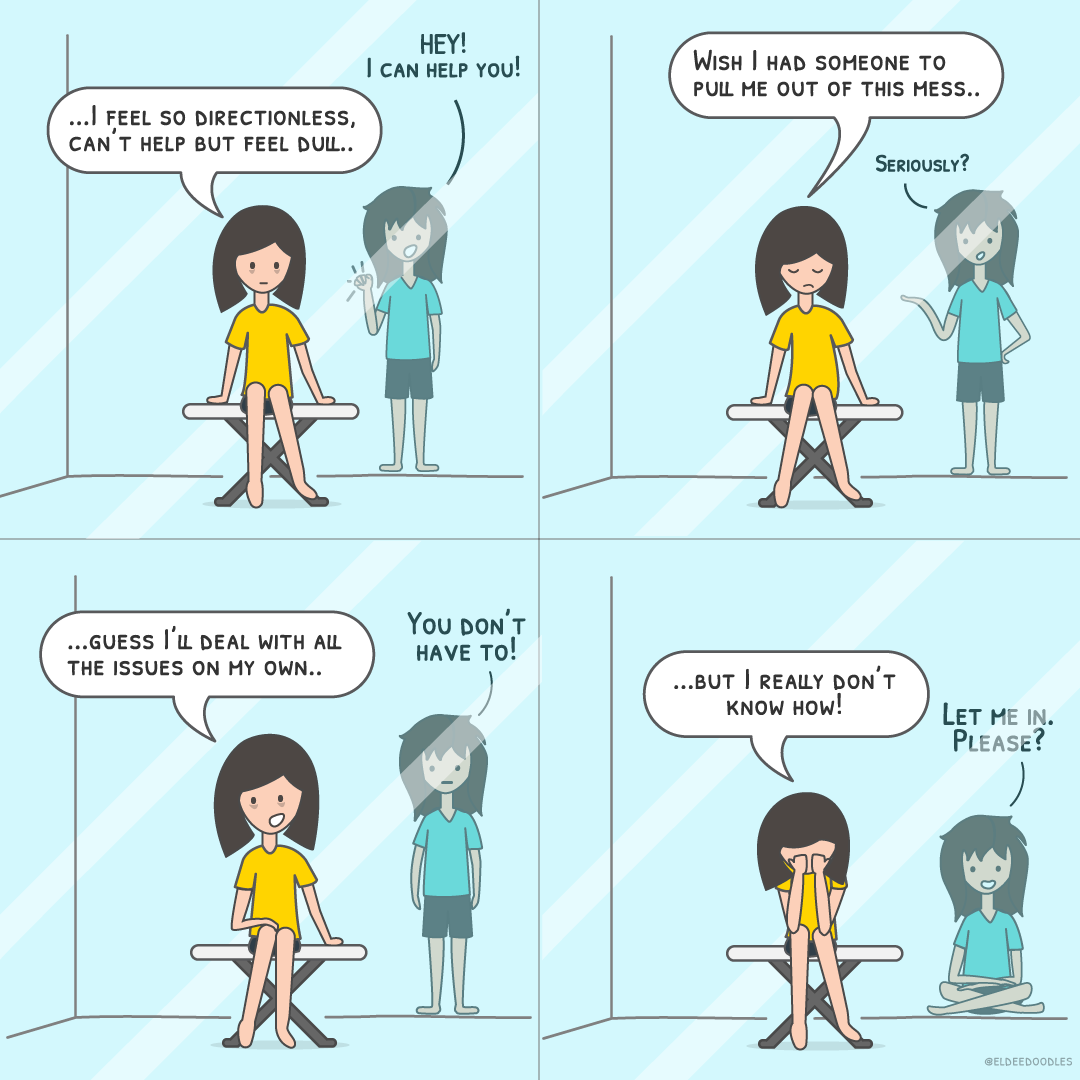 HEY!
I CAN HELP YOU!
...I FEEL SO DIRECTIONLESS,
CAN'T HELP BUT FEEL DULL..
WISH I HAD SOMEONE TO
PULL ME OUT OF THIS MESS..
SERIOUSLY?
...GUESS I'LL DEAL WITH ALL
THE ISSUES ON MY OWN..
YOU DON'T
HAVE TO!
...BUT I REALLY DON'T
KNOW HOW!
LET ME IN.
PLEASE?
@ELDEEDOODLES